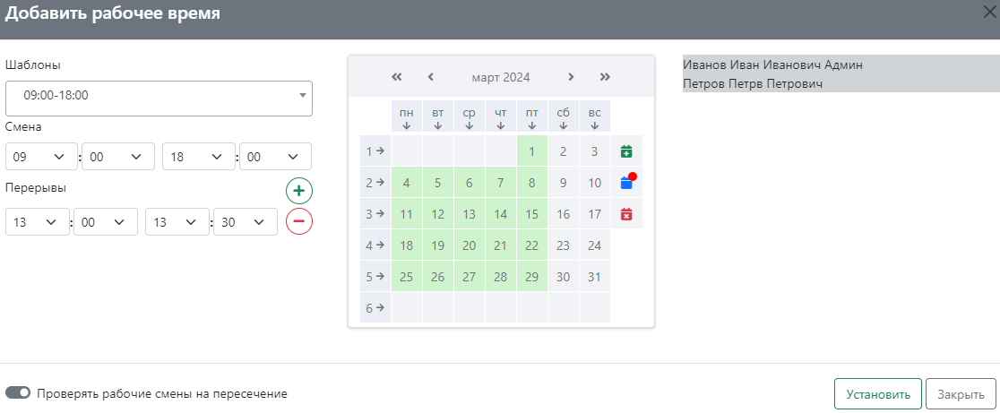 Добавить рабочее время
Шаблоны
09:00-18:00
Смена
09 : 00 18 : 00
Перерывы
13 : 00 13 : 30
март 2024
пн вт ср чт пт сб вс
1 1 2 3
2 4 5 6 7 8 9 10
3 11 12 13 14 15 16 17
4 18 19 20 21 22 23 24
5 25 26 27 28 29 30 31
6
Иванов Иван Иванович Админ
Петров Петрв Петрович
Проверять рабочие смены на пересечение
Установить Закрыть